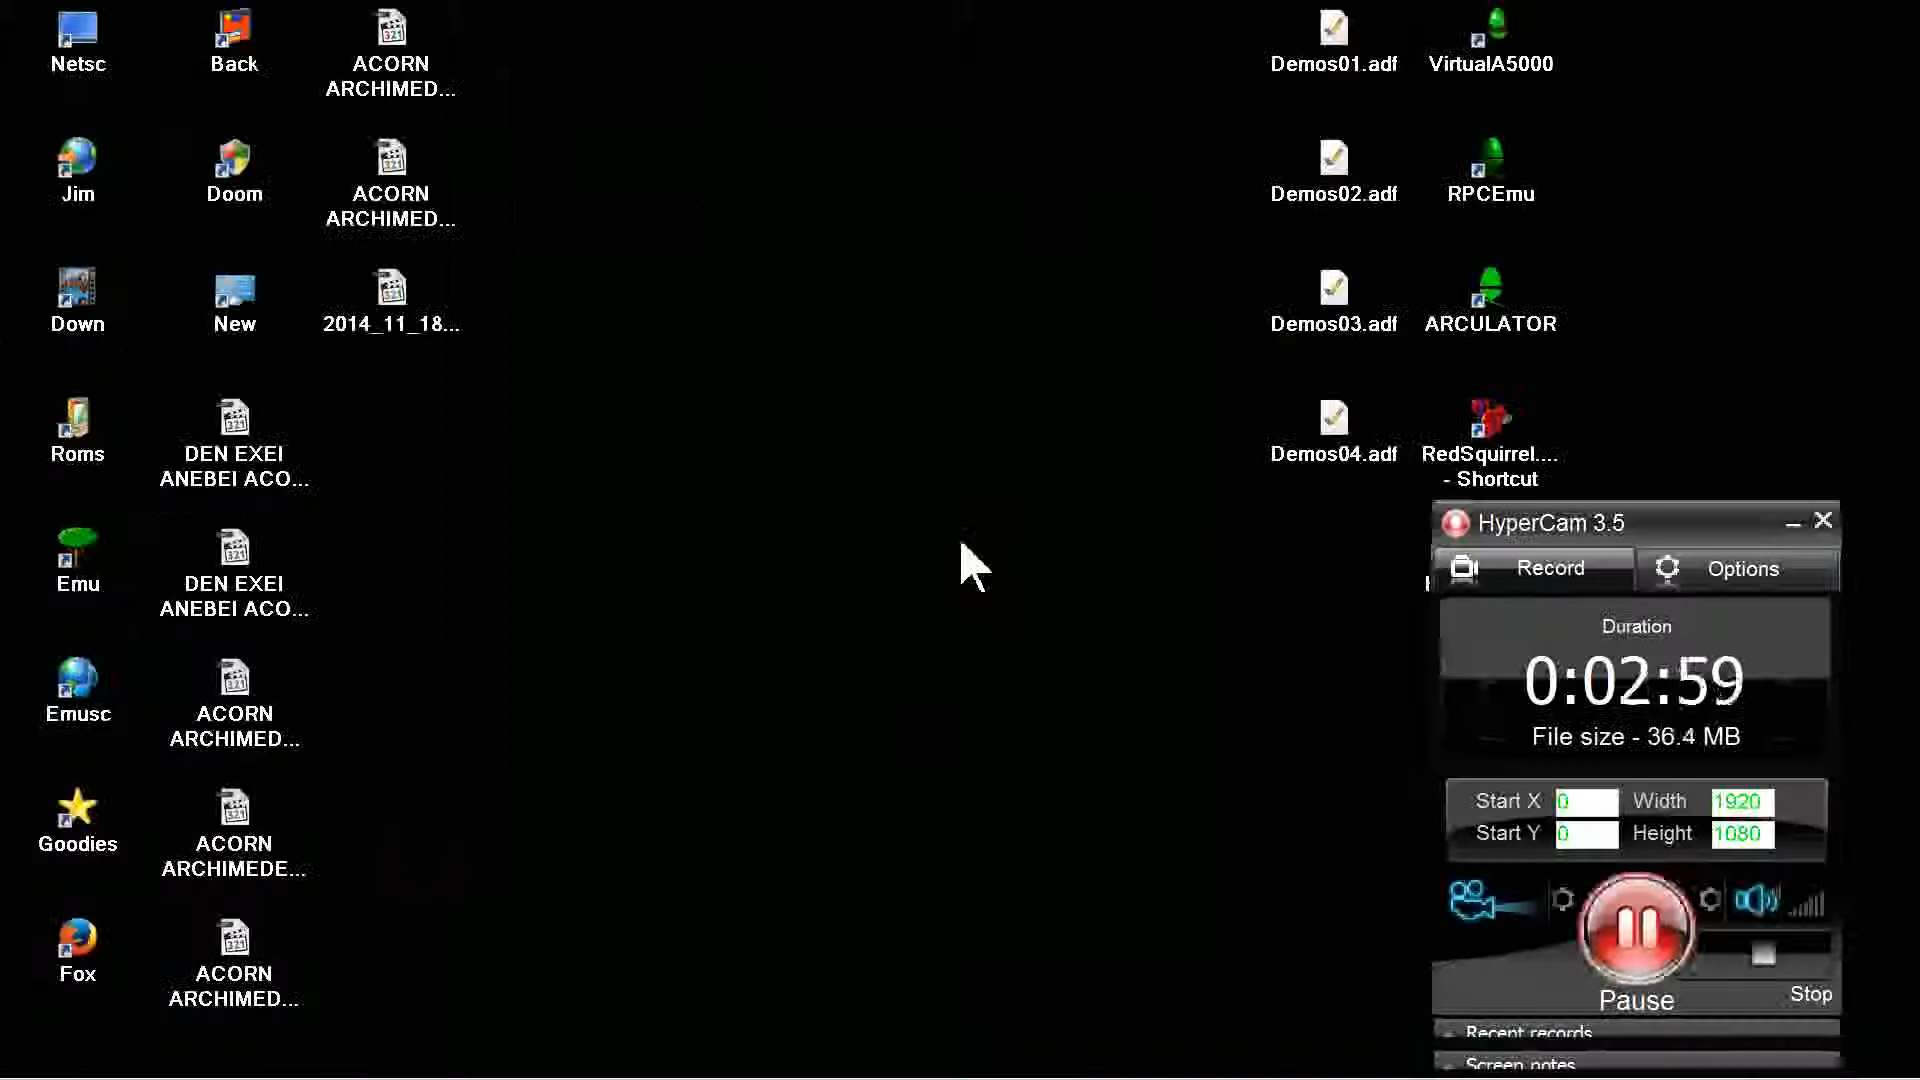 Netsc
Back
ACORN
ARCHIMED...
Demos01.adf
VirtualA5000
Jim
Doom
ACORN
ARCHIMED...
Demos02.adf
RPCEmu
Down
New
2014_11_18...
Demos03.adf
ARCULATOR
Roms
DEN EXEI
ANEBEI ACO...
Demos04.adf
RedSquirrel....
- Shortcut
Emu
DEN EXEI
ANEBEI ACO...
Emusc
ACORN
ARCHIMED...
Goodies
ACORN
ARCHIMEDE...
Fox
ACORN
ARCHIMED...
HyperCam 3.5
Record
Options
Duration
0:02:59
File size - 36.4 MB
Start X 0 Width 1920
Start Y 0 Height 1080
Pause
Stop
Recent records
Screen notes